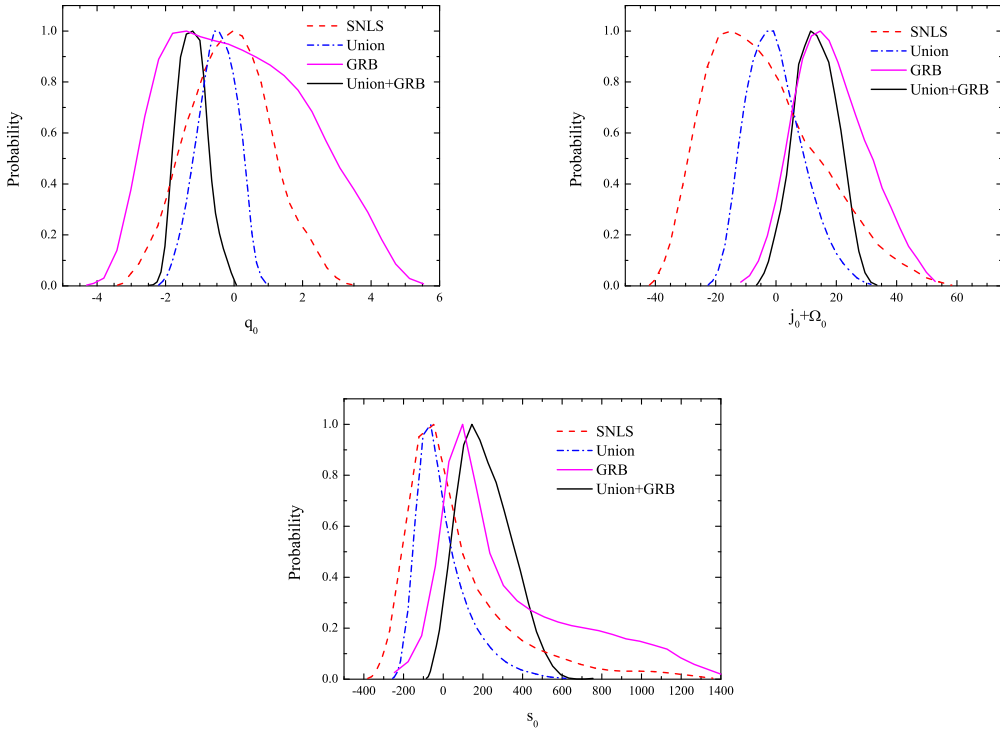 SNLS
Union
GRB
Union+GRB
Probability
1.0
0.8
0.6
0.4
0.2
0.0
-4 -2 0 2 4 6
q₀
SNLS
Union
GRB
Union+GRB
Probability
1.0
0.8
0.6
0.4
0.2
0.0
-40 -20 0 20 40 60
j₀+Ω₀
SNLS
Union
GRB
Union+GRB
Probability
1.0
0.8
0.6
0.4
0.2
0.0
-400 -200 0 200 400 600 800 1000 1200 1400
s₀